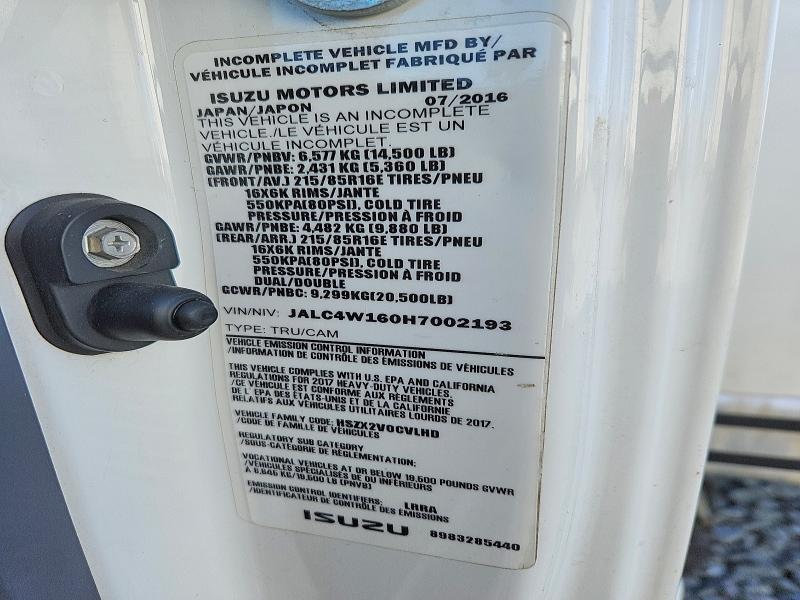 INCOMPLETE VEHICLE MFD BY/
VÉHICULE INCOMPLET FABRIQUÉ PAR
ISUZU MOTORS LIMITED
JAPAN/JAPON 07/2016
THIS VEHICLE IS AN INCOMPLETE
VEHICLE./LE VÉHICULE EST UN
VÉHICULE INCOMPLET.
GVWR/PNBV: 6,577 KG (14,500 LB)
GAWR/PNBE: 2,431 KG (5,360 LB)
(FRONT/AV.) 215/85R16E TIRES/PNEU
16X6K RIMS/JANTE
550KPA(80PSI), COLD TIRE
PRESSURE/PRESSION À FROID
GAWR/PNBE: 4,482 KG (9,880 LB)
(REAR/ARR.) 215/85R16E TIRES/PNEU
16X6K RIMS/JANTE
550KPA(80PSI), COLD TIRE
PRESSURE/PRESSION À FROID
DUAL/DOUBLE
GCWR/PNBC: 9,299KG(20,500LB)
VIN/NIV: JALC4W160H7002193
TYPE: TRU/CAM
VEHICLE EMISSION CONTROL INFORMATION
/INFORMATION DE CONTRÔLE DES ÉMISSIONS DE VÉHICULES
THIS VEHICLE COMPLIES WITH U.S. EPA AND CALIFORNIA
REGULATIONS FOR 2017 HEAVY-DUTY VEHICLES.
/CE VÉHICULE EST CONFORME AUX RÈGLEMENTS
DE L' EPA DES ÉTATS-UNIS ET DE LA CALIFORNIE
RELATIFS AUX VÉHICULES UTILITAIRES LOURDS DE 2017.
VEHICLE FAMILY CODE: HSZX2VOCVLHD
/CODE DE FAMILLE DE VÉHICULES
REGULATORY SUB CATEGORY
/SOUS-CATÉGORIE DE RÉGLEMENTATION:
VOCATIONAL VEHICLES AT OR BELOW 19,500 POUNDS GVWR
/VÉHICULES SPÉCIALISÉS DE OU INFÉRIEURS
À 8,845 KG/19,500 LB (PNVB)
EMISSION CONTROL IDENTIFIERS: LRRA
/IDENTIFICATEUR DE CONTRÔLE DES ÉMISSIONS
ISUZU 8983285440